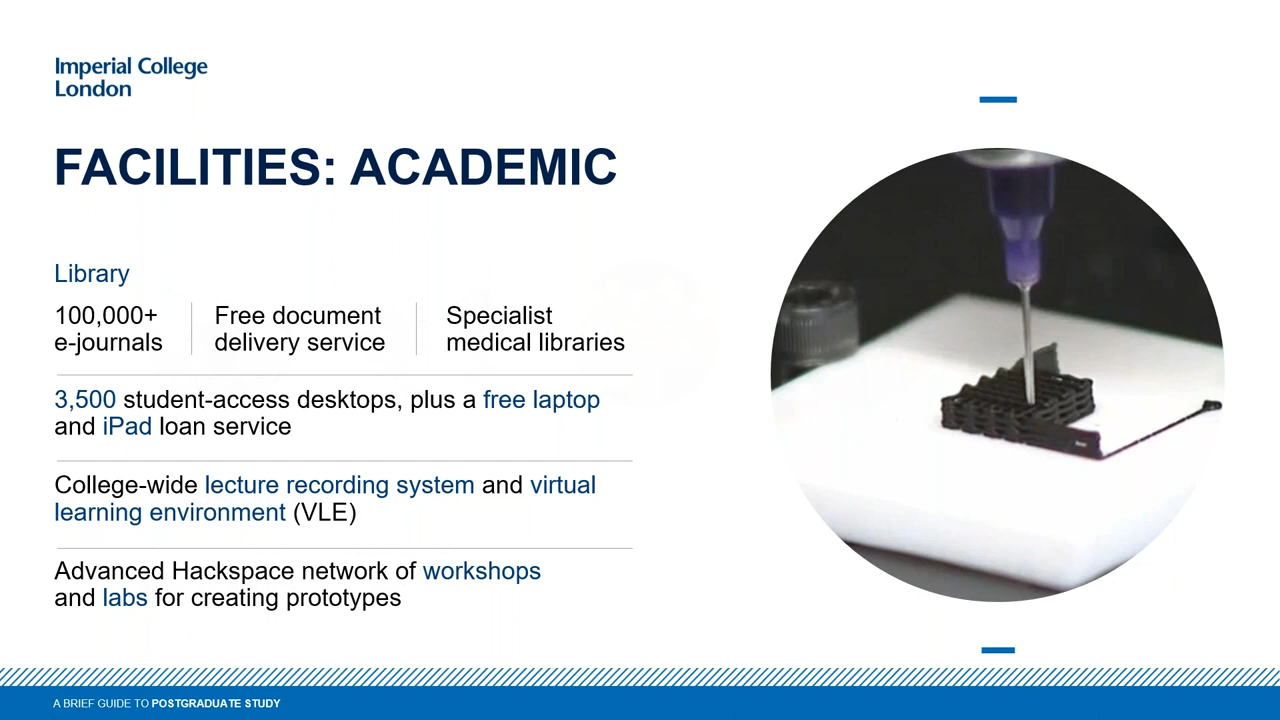 Imperial College
London
FACILITIES: ACADEMIC
Library
100,000+
e-journals
Free document
delivery service
Specialist
medical libraries
3,500 student-access desktops, plus a free laptop
and iPad loan service
College-wide lecture recording system and virtual
learning environment (VLE)
Advanced Hackspace network of workshops
and labs for creating prototypes
A BRIEF GUIDE TO POSTGRADUATE STUDY